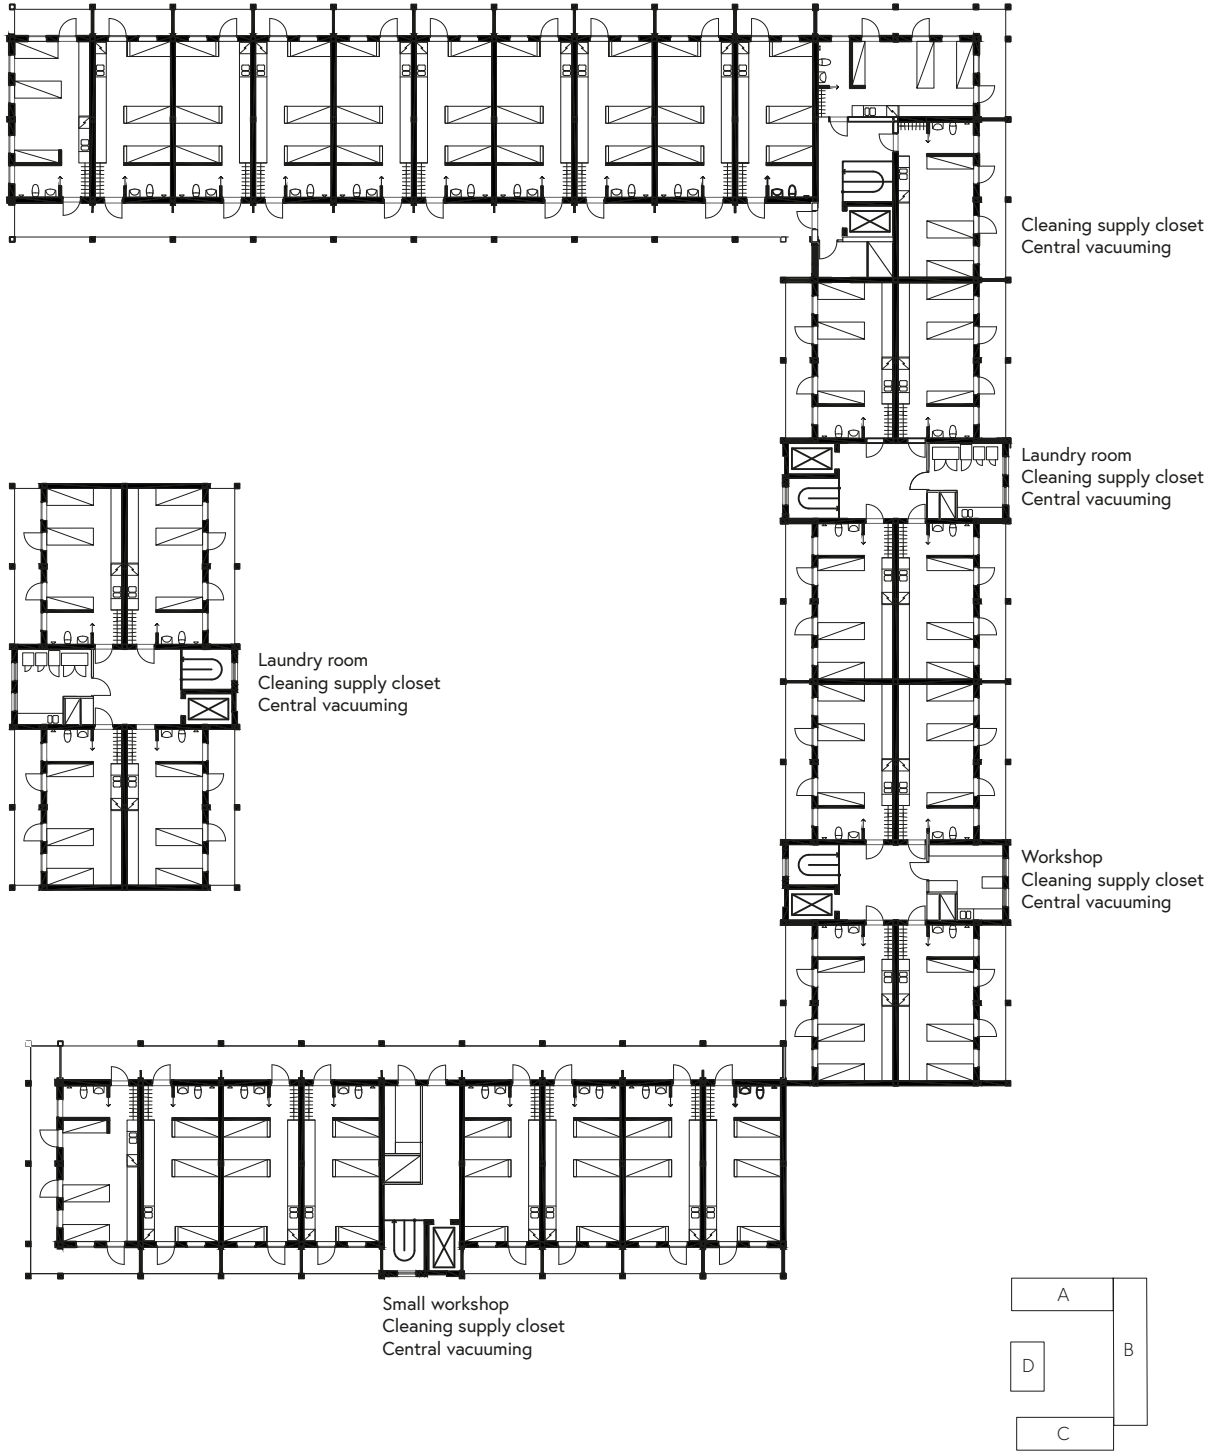 Cleaning supply closet
Central vacuuming
Laundry room
Cleaning supply closet
Central vacuuming
Laundry room
Cleaning supply closet
Central vacuuming
Workshop
Cleaning supply closet
Central vacuuming
Small workshop
Cleaning supply closet
Central vacuuming
A
B
D
C